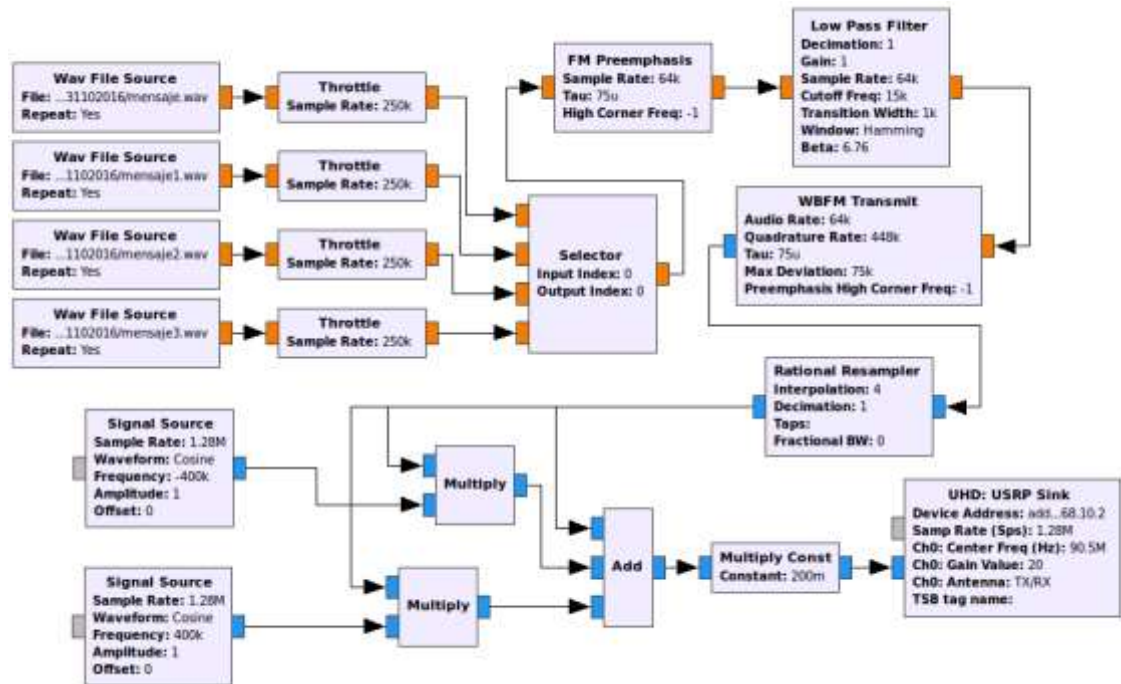 Wav File Source
File: ...31102016/mensaje.wav
Repeat: Yes
Throttle
Sample Rate: 250k
Wav File Source
File: ...1102016/mensaje1.wav
Repeat: Yes
Throttle
Sample Rate: 250k
Wav File Source
File: ...1102016/mensaje2.wav
Repeat: Yes
Throttle
Sample Rate: 250k
Wav File Source
File: ...1102016/mensaje3.wav
Repeat: Yes
Throttle
Sample Rate: 250k
Selector
Input Index: 0
Output Index: 0
FM Preemphasis
Sample Rate: 64k
Tau: 75u
High Corner Freq: -1
Low Pass Filter
Decimation: 1
Gain: 1
Sample Rate: 64k
Cutoff Freq: 15k
Transition Width: 1k
Window: Hamming
Beta: 6.76
WBFM Transmit
Audio Rate: 64k
Quadrature Rate: 448k
Tau: 75u
Max Deviation: 75k
Preemphasis High Corner Freq: -1
Rational Resampler
Interpolation: 4
Decimation: 1
Taps:
Fractional BW: 0
Signal Source
Sample Rate: 1.28M
Waveform: Cosine
Frequency: -400k
Amplitude: 1
Offset: 0
Multiply
Signal Source
Sample Rate: 1.28M
Waveform: Cosine
Frequency: 400k
Amplitude: 1
Offset: 0
Multiply
Add
Multiply Const
Constant: 200m
UHD: USRP Sink
Device Address: add...68.10.2
Samp Rate (Sps): 1.28M
Ch0: Center Freq (Hz): 90.5M
Ch0: Gain Value: 20
Ch0: Antenna: TX/RX
TSB tag name: